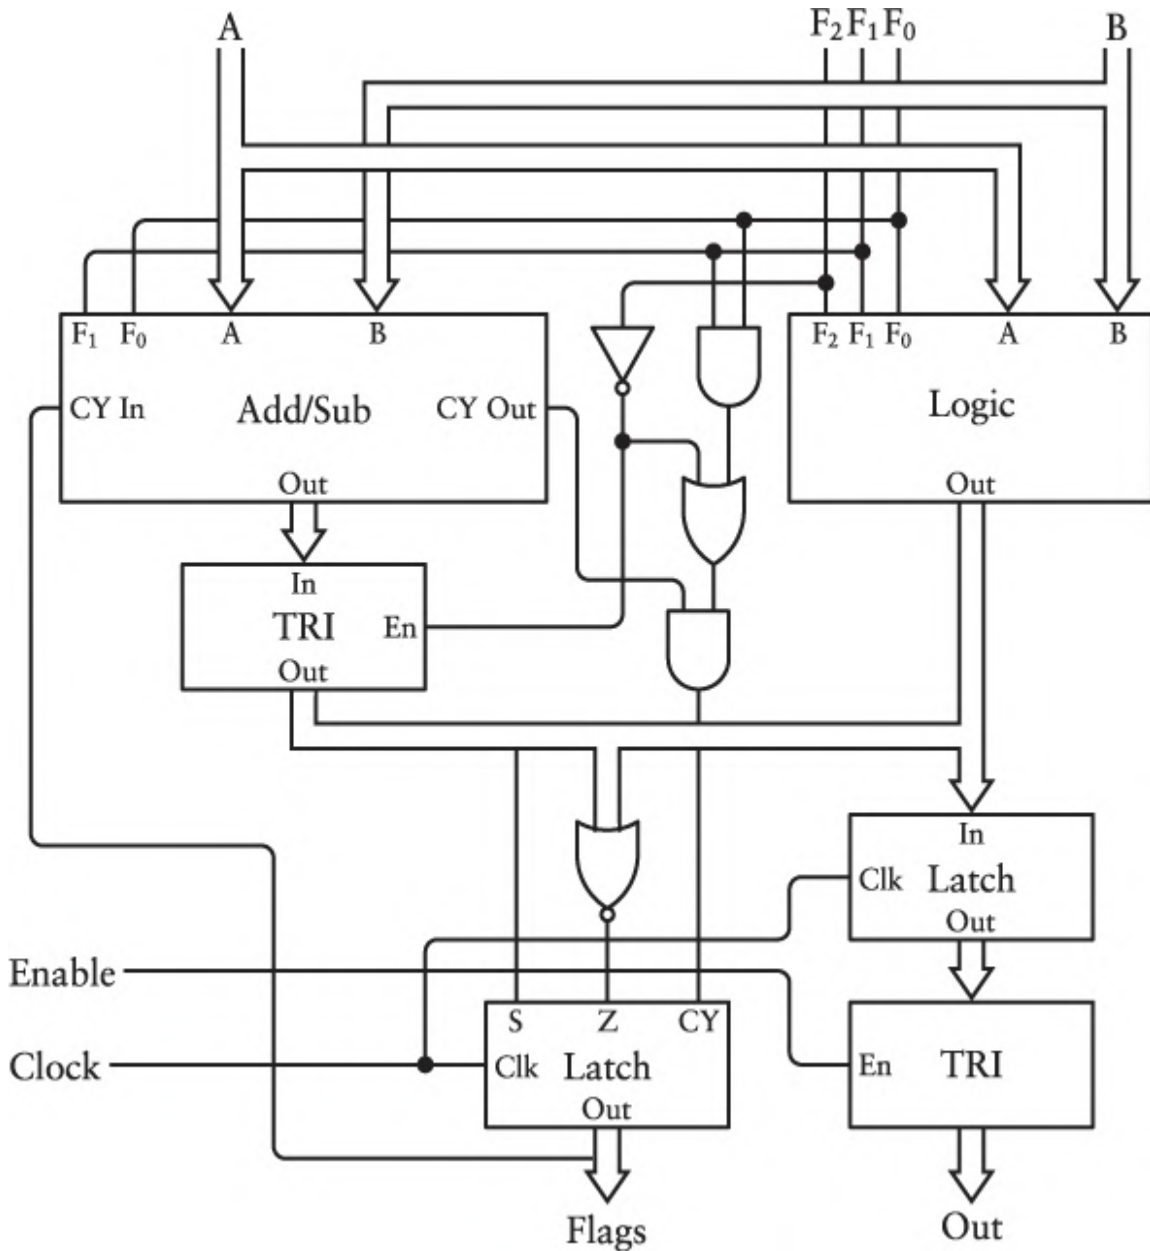 A F₂ F₁ F₀ B
F₁ F₀ A B F₂ F₁ F₀ A B
CY In Add/Sub CY Out Logic
Out Out
In
TRI En
Out
In
Clk Latch
Out
Enable
S Z CY
Clock Clk Latch En TRI
Out
Flags Out